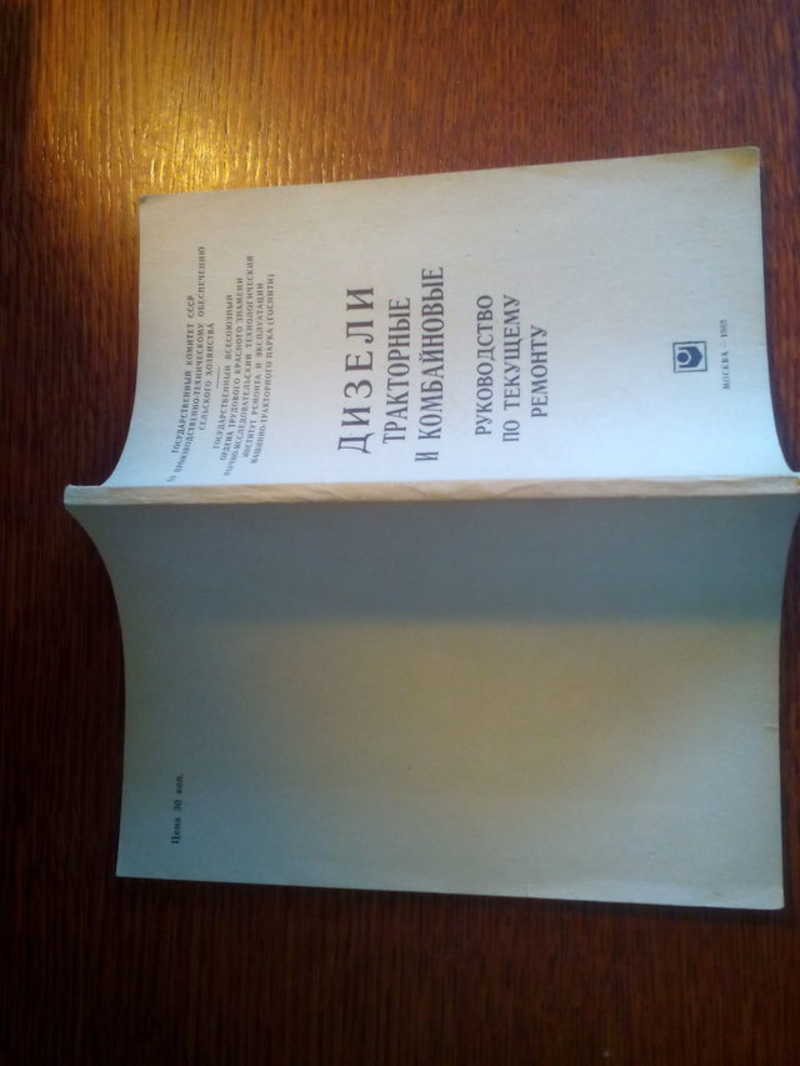 ГОСУДАРСТВЕННЫЙ КОМИТЕТ СССР
ПО ПРОИЗВОДСТВЕННО-ТЕХНИЧЕСКОМУ ОБЕСПЕЧЕНИЮ
СЕЛЬСКОГО ХОЗЯЙСТВА
ГОСУДАРСТВЕННЫЙ ВСЕСОЮЗНЫЙ
ОРДЕНА ТРУДОВОГО КРАСНОГО ЗНАМЕНИ
НАУЧНО-ИССЛЕДОВАТЕЛЬСКИЙ ТЕХНОЛОГИЧЕСКИЙ
ИНСТИТУТ РЕМОНТА И ЭКСПЛУАТАЦИИ
МАШИННО-ТРАКТОРНОГО ПАРКА (ГОСНИТИ)
ДИЗЕЛИ
ТРАКТОРНЫЕ
И КОМБАЙНОВЫЕ
РУКОВОДСТВО
ПО ТЕКУЩЕМУ
РЕМОНТУ
МОСКВА —
Цена 30 коп.